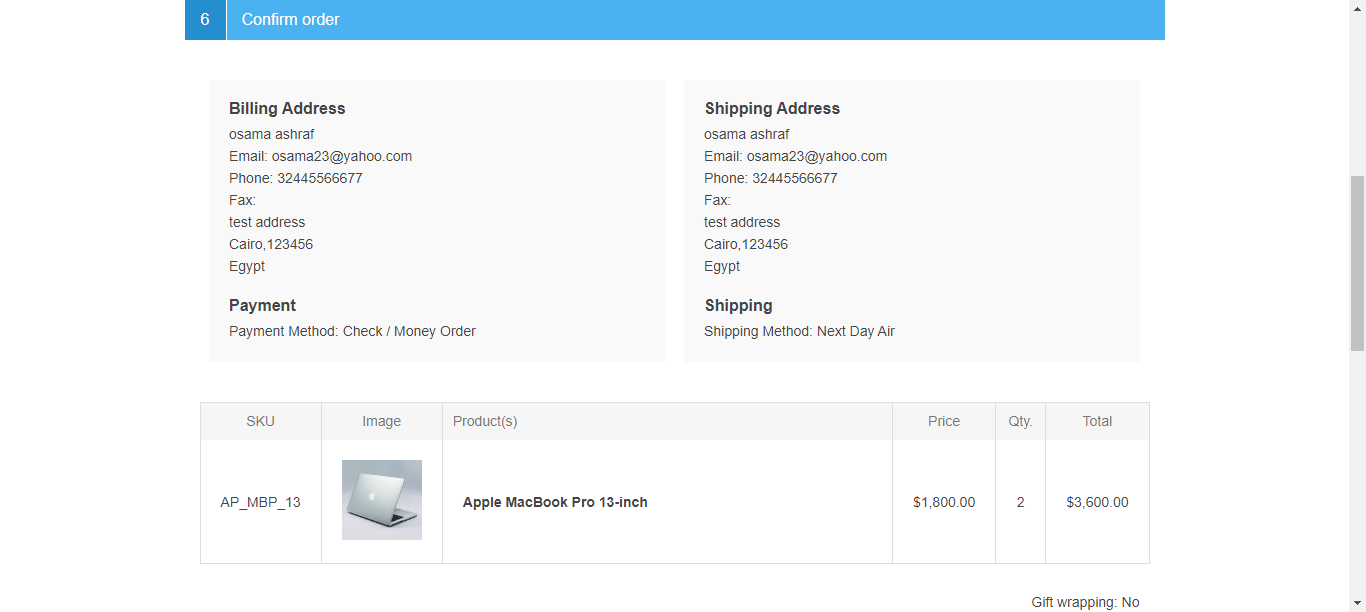 6 Confirm order
Billing Address
osama ashraf
Email: osama23@yahoo.com
Phone: 32445566677
Fax:
test address
Cairo,123456
Egypt
Payment
Payment Method: Check / Money Order
Shipping Address
osama ashraf
Email: osama23@yahoo.com
Phone: 32445566677
Fax:
test address
Cairo,123456
Egypt
Shipping
Shipping Method: Next Day Air
SKU Image Product(s) Price Qty. Total
AP_MBP_13 Apple MacBook Pro 13-inch $1,800.00 2 $3,600.00
Gift wrapping: No